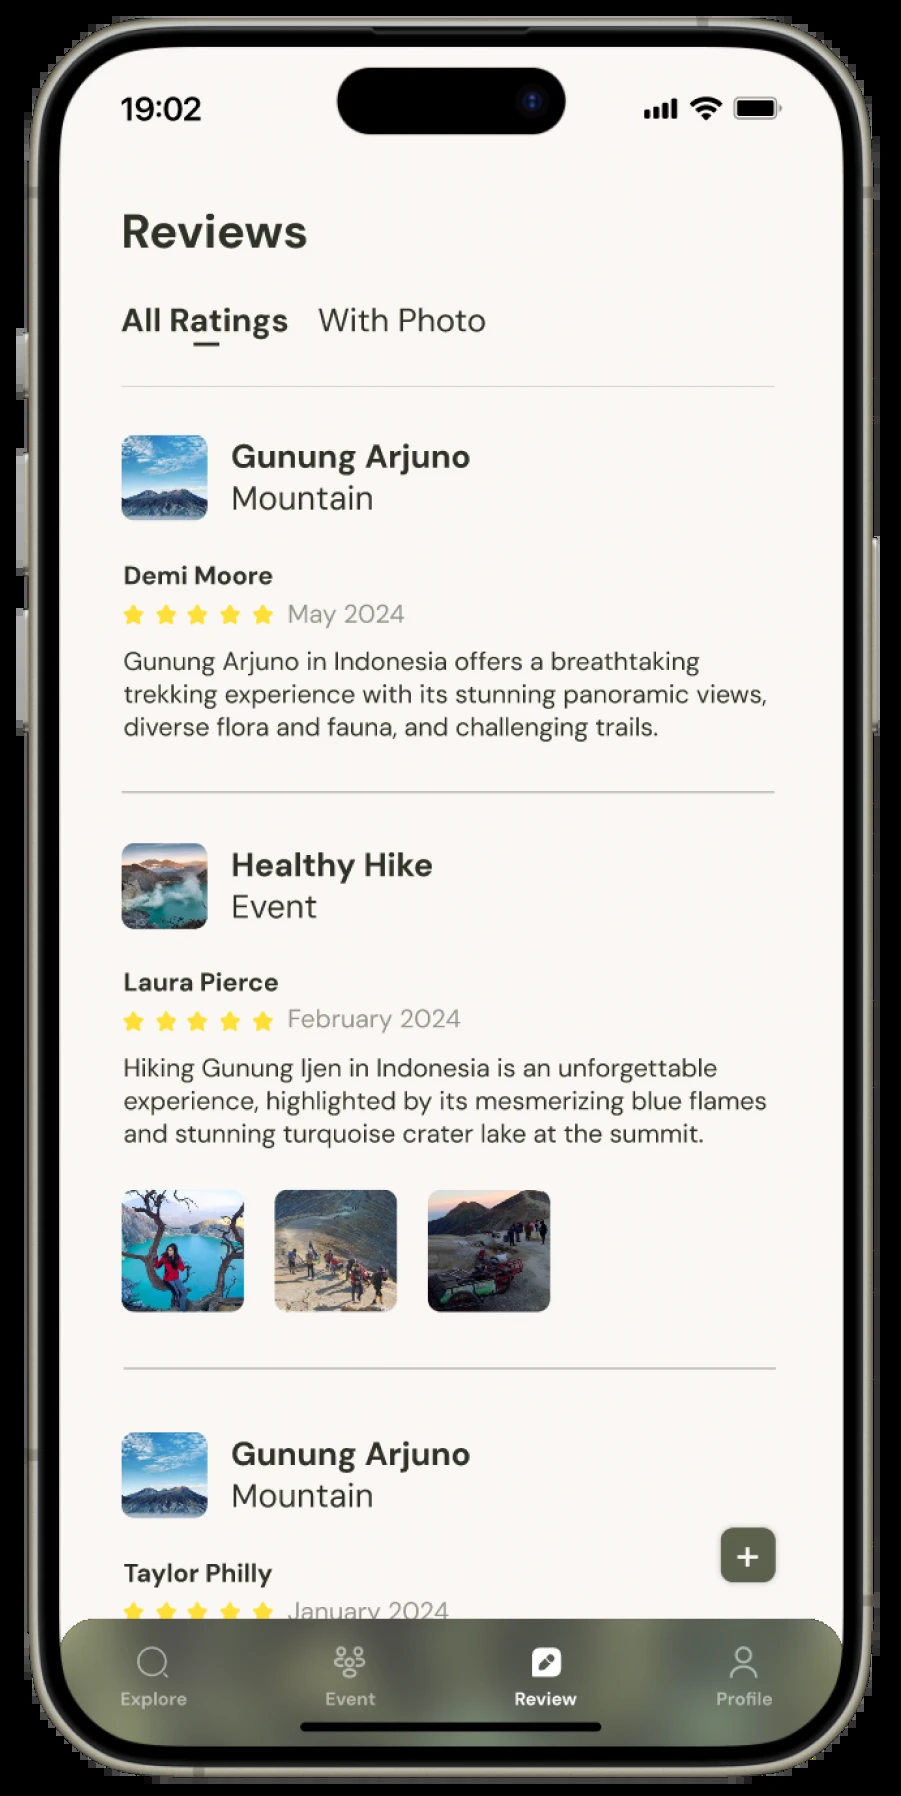 19:02
Reviews
All Ratings With Photo
Gunung Arjuno
Mountain
Demi Moore
May 2024
Gunung Arjuno in Indonesia offers a breathtaking
trekking experience with its stunning panoramic views,
diverse flora and fauna, and challenging trails.
Healthy Hike
Event
Laura Pierce
February 2024
Hiking Gunung Ijen in Indonesia is an unforgettable
experience, highlighted by its mesmerizing blue flames
and stunning turquoise crater lake at the summit.
Gunung Arjuno
Mountain
+
Taylor Philly
January 2024
Explore Event Review Profile